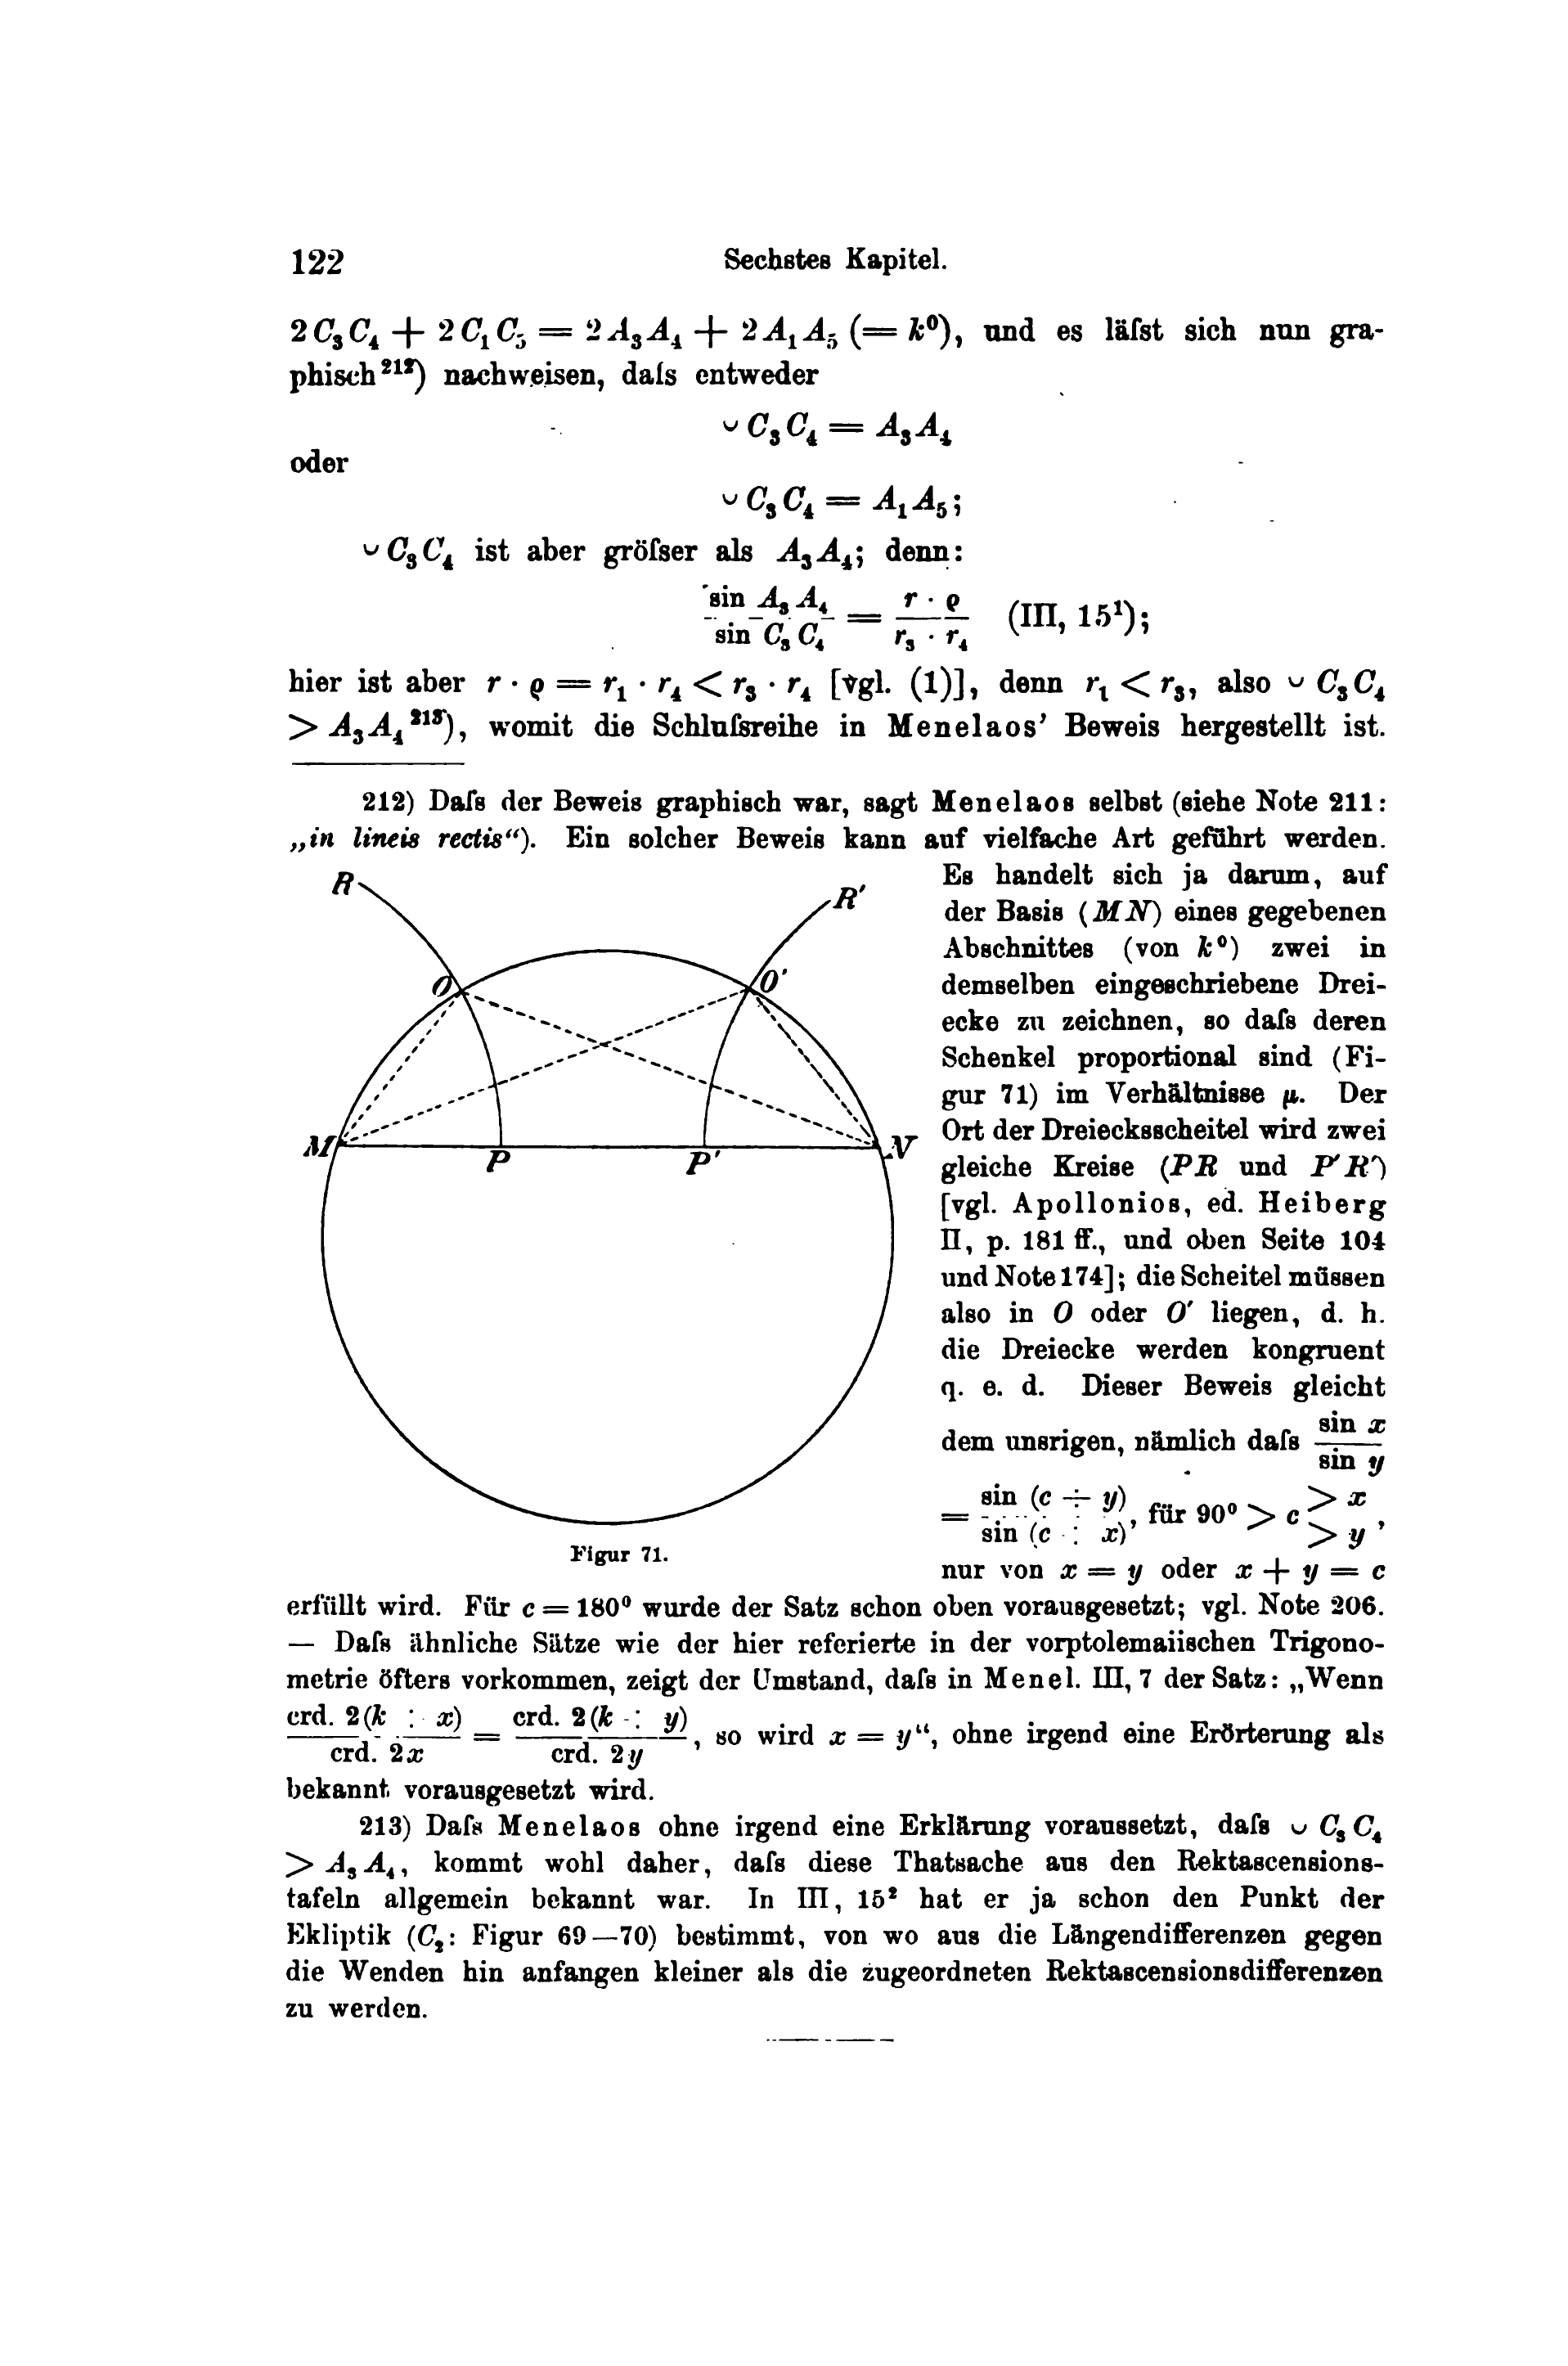 122 Sechstes Kapitel.
2C₃C₄ + 2C₁C₅ = 2A₃A₄ + 2A₁A₅ (= k⁰), und es läſst sich nun gra-
phisch²¹²) nachweisen, daſs entweder
⌣ C₃C₄ = A₃A₄
oder
⌣ C₃C₄ = A₁A₅;
⌣ C₃C₄ ist aber gröſser als A₃A₄; denn:
sin A₃A₄ / sin C₃C₄ = r · ϱ / r₃ · r₄ (III, 15¹);
hier ist aber r · ϱ = r₁ · r₄ < r₃ · r₄ [vgl. (1)], denn r₁ < r₃, also ⌣ C₃C₄
> A₃A₄²¹³), womit die Schluſsreihe in Menelaos’ Beweis hergestellt ist.
212) Daſs der Beweis graphisch war, sagt Menelaos selbst (siehe Note 211:
„in lineis rectis“). Ein solcher Beweis kann auf vielfache Art geführt werden.
Es handelt sich ja darum, auf
der Basis (MN) eines gegebenen
Abschnittes (von k⁰) zwei in
demselben eingeschriebene Drei-
ecke zu zeichnen, so daſs deren
Schenkel proportional sind (Fi-
gur 71) im Verhältnisse μ. Der
Ort der Dreiecksscheitel wird zwei
gleiche Kreise (PR und P′R′)
[vgl. Apollonios, ed. Heiberg
II, p. 181 ff., und oben Seite 104
und Note 174]; die Scheitel müssen
also in O oder O′ liegen, d. h.
die Dreiecke werden kongruent
q. e. d. Dieser Beweis gleicht
dem unsrigen, nämlich daſs sin x / sin y
= sin (c ÷ y) / sin (c ÷ x), für 90⁰ > c > x > y,
nur von x = y oder x + y = c
R
R′
O
O′
M
P
P′
N
Figur 71.
erfüllt wird. Für c = 180⁰ wurde der Satz schon oben vorausgesetzt; vgl. Note 206.
— Daſs ähnliche Sätze wie der hier referierte in der vorptolemaiischen Trigono-
metrie öfters vorkommen, zeigt der Umstand, daſs in Menel. III, 7 der Satz: „Wenn
crd. 2(k ÷ x) / crd. 2x = crd. 2(k ÷ y) / crd. 2y, so wird x = y“, ohne irgend eine Erörterung als
bekannt vorausgesetzt wird.
213) Daſs Menelaos ohne irgend eine Erklärung voraussetzt, daſs ⌣ C₃C₄
> A₃A₄, kommt wohl daher, daſs diese Thatsache aus den Rektascensions-
tafeln allgemein bekannt war. In III, 15² hat er ja schon den Punkt der
Ekliptik (C₂: Figur 69—70) bestimmt, von wo aus die Längendifferenzen gegen
die Wenden hin anfangen kleiner als die zugeordneten Rektascensionsdifferenzen
zu werden.